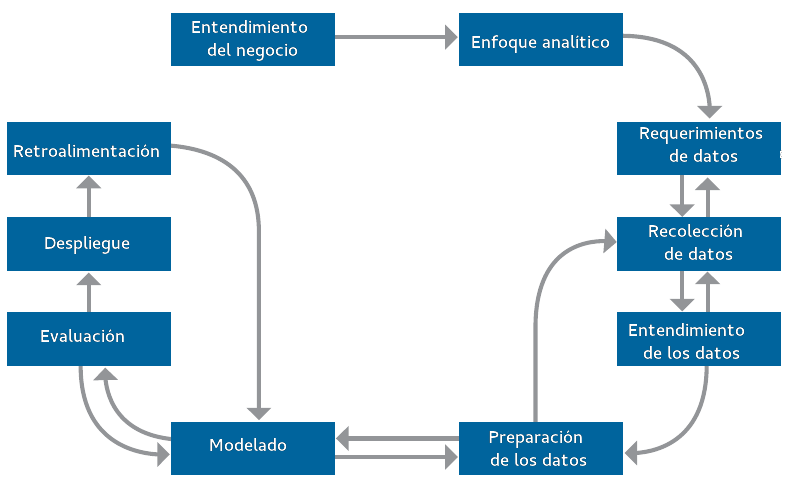 Entendimiento
del negocio
Enfoque analítico
Requerimientos
de datos
Retroalimentación
Recolección
de datos
Despliegue
Entendimiento
de los datos
Evaluación
Modelado
Preparación
de los datos